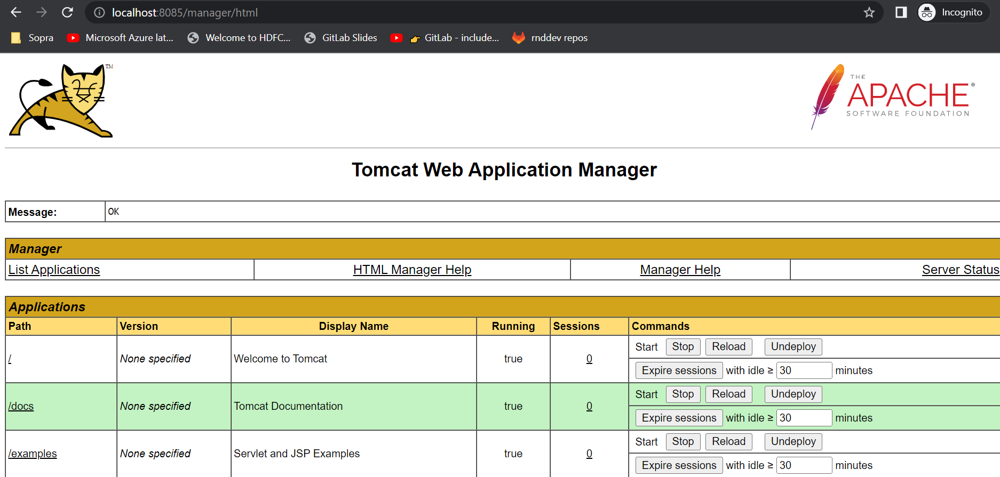 localhost:8085/manager/html
Incognito
Sopra
Microsoft Azure lat...
Welcome to HDFC...
GitLab Slides
GitLab - include...
rnddev repos
TM
THE
APACHE®
SOFTWARE FOUNDATION
Tomcat Web Application Manager
Message: OK
Manager
List Applications HTML Manager Help Manager Help Server Status
Applications
Path Version Display Name Running Sessions Commands
/ None specified Welcome to Tomcat true 0
Start Stop Reload Undeploy
Expire sessions with idle ≥ 30 minutes
/docs None specified Tomcat Documentation true 0
Start Stop Reload Undeploy
Expire sessions with idle ≥ 30 minutes
/examples None specified Servlet and JSP Examples true 0
Start Stop Reload Undeploy
Expire sessions with idle ≥ 30 minutes